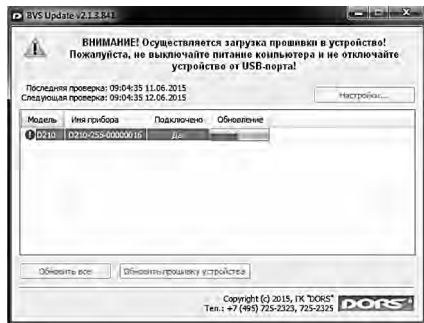 BVS Update v2.1.3.841
ВНИМАНИЕ! Осуществляется загрузка прошивки в устройство!
Пожалуйста, не выключайте питание компьютера и не отключайте
устройство от USB-порта!
Последняя проверка: 09:04:35 11.06.2015
Следующая проверка: 09:04:35 12.06.2015
Настройки...
Модель Имя прибора Подключено Обновление
D210 D210-255-00000016 Да
Обновить все Обновить прошивку устройства
Copyright (c) 2015, ГК "DORS"
Тел.: +7 (495) 725-2323, 725-2325
DORS